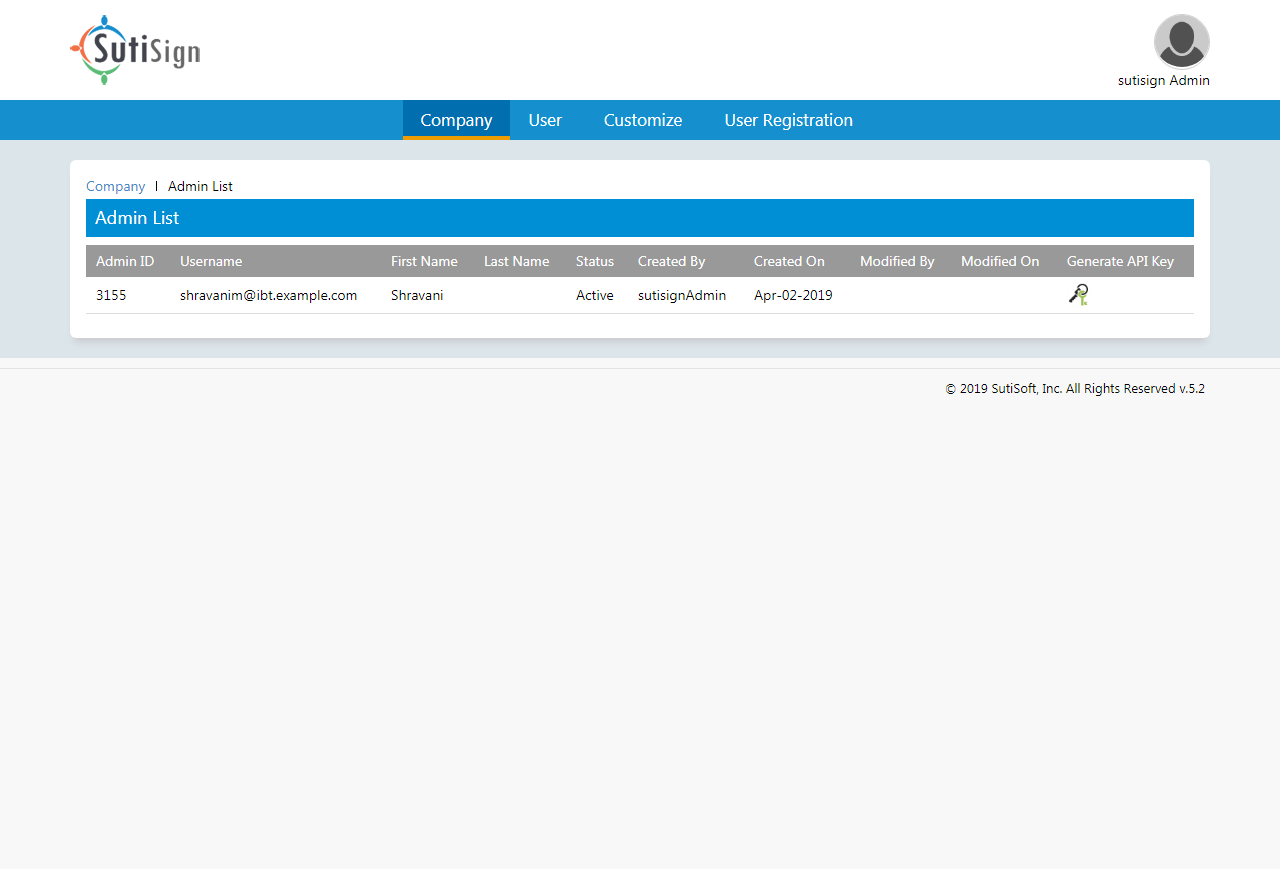 SutiSign
sutisign Admin
Company User Customize User Registration
Company | Admin List
Admin List
Admin ID Username First Name Last Name Status Created By Created On Modified By Modified On Generate API Key
3155 shravanim@ibt.example.com Shravani Active sutisignAdmin Apr-02-2019
© 2019 SutiSoft, Inc. All Rights Reserved v.5.2